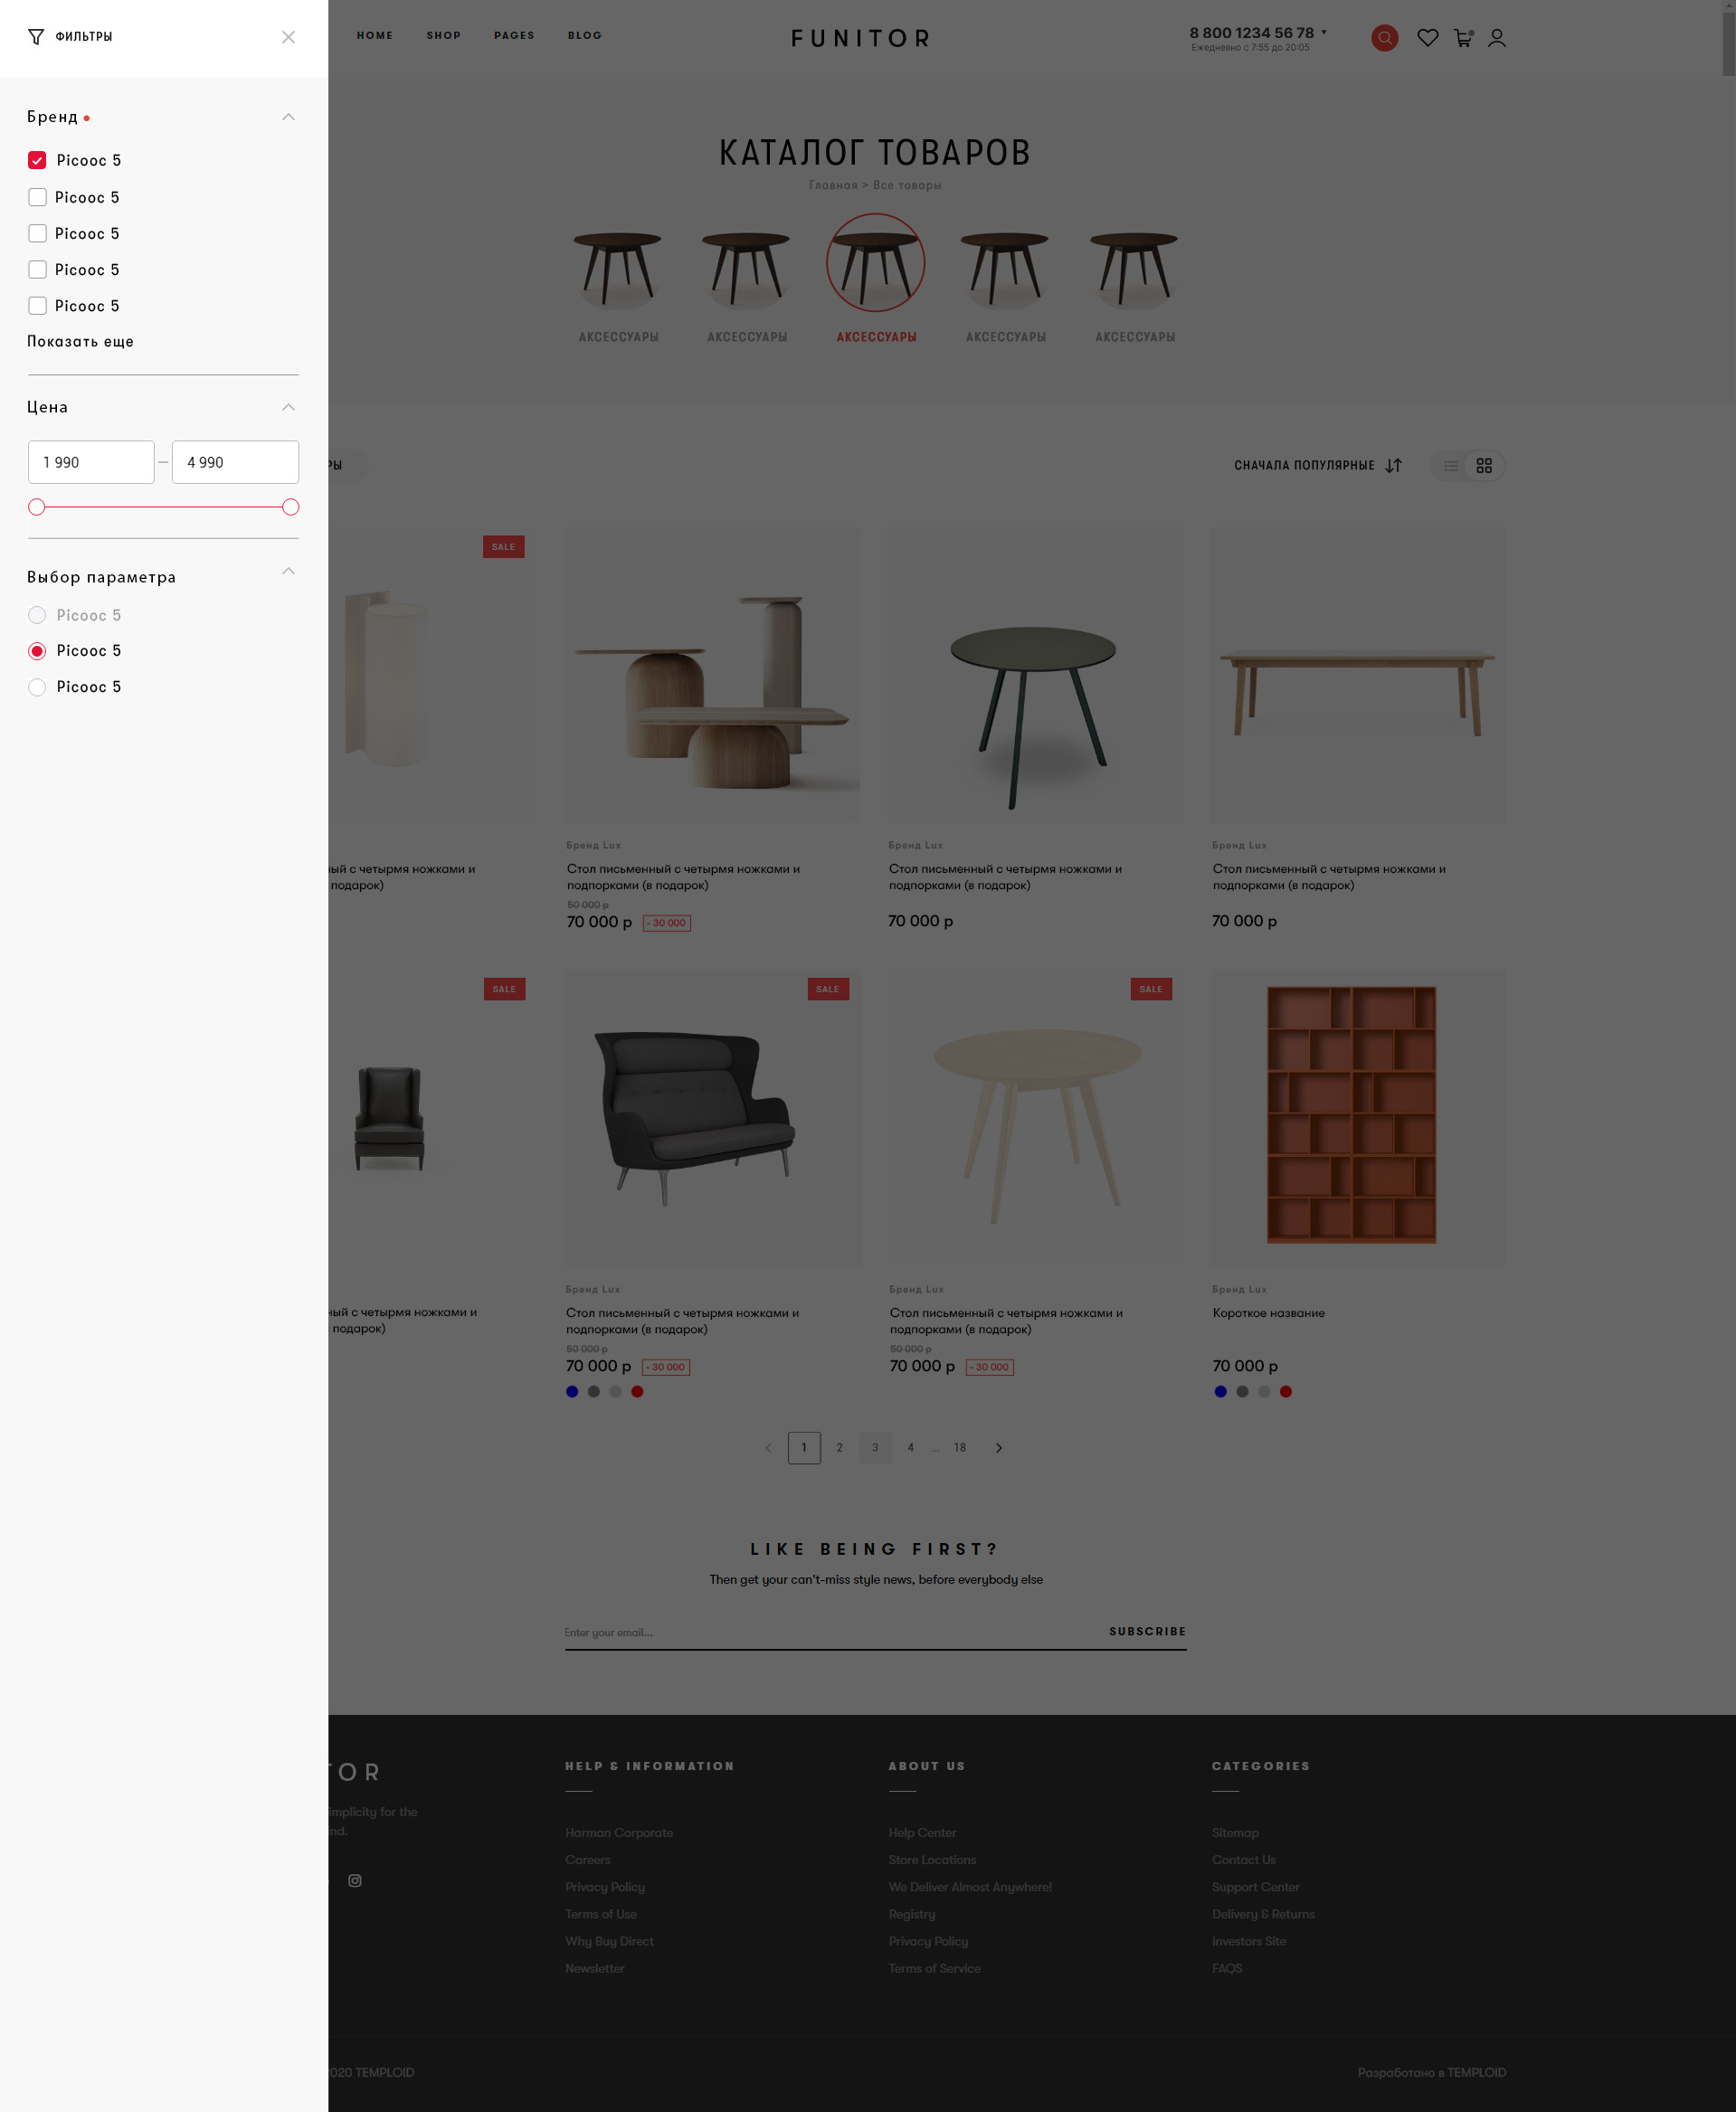 ФИЛЬТРЫ
HOME SHOP PAGES BLOG
FUNITOR
8 800 1234 56 78
Ежедневно с 7:55 до 20:05
Бренд
Picooc 5
Picooc 5
Picooc 5
Picooc 5
Picooc 5
Показать еще
Цена
1 990 – 4 990
Выбор параметра
Picooc 5
Picooc 5
Picooc 5
КАТАЛОГ ТОВАРОВ
Главная > Все товары
АКСЕССУАРЫ АКСЕССУАРЫ АКСЕССУАРЫ АКСЕССУАРЫ АКСЕССУАРЫ
СНАЧАЛА ПОПУЛЯРНЫЕ
SALE
с четырмя ножками и
подарок)
Бренд Lux
Стол письменный с четырмя ножками и
подпорками (в подарок)
50 000 р
70 000 р - 30 000
Бренд Lux
Стол письменный с четырмя ножками и
подпорками (в подарок)
70 000 р
Бренд Lux
Стол письменный с четырмя ножками и
подпорками (в подарок)
70 000 р
SALE
с четырмя ножками и
подарок)
SALE
Бренд Lux
Стол письменный с четырмя ножками и
подпорками (в подарок)
50 000 р
70 000 р - 30 000
SALE
Бренд Lux
Стол письменный с четырмя ножками и
подпорками (в подарок)
50 000 р
70 000 р - 30 000
Бренд Lux
Короткое название
70 000 р
1 2 3 4 ... 18
LIKE BEING FIRST?
Then get your can't-miss style news, before everybody else
Enter your email... SUBSCRIBE
TOR
implicity for the
ind.
HELP & INFORMATION
Harman Corporate
Careers
Privacy Policy
Terms of Use
Why Buy Direct
Newsletter
ABOUT US
Help Center
Store Locations
We Deliver Almost Anywhere!
Registry
Privacy Policy
Terms of Service
CATEGORIES
Sitemap
Contact Us
Support Center
Delivery & Returns
Investors Site
FAQS
2020 TEMPLOID
Разработано в TEMPLOID